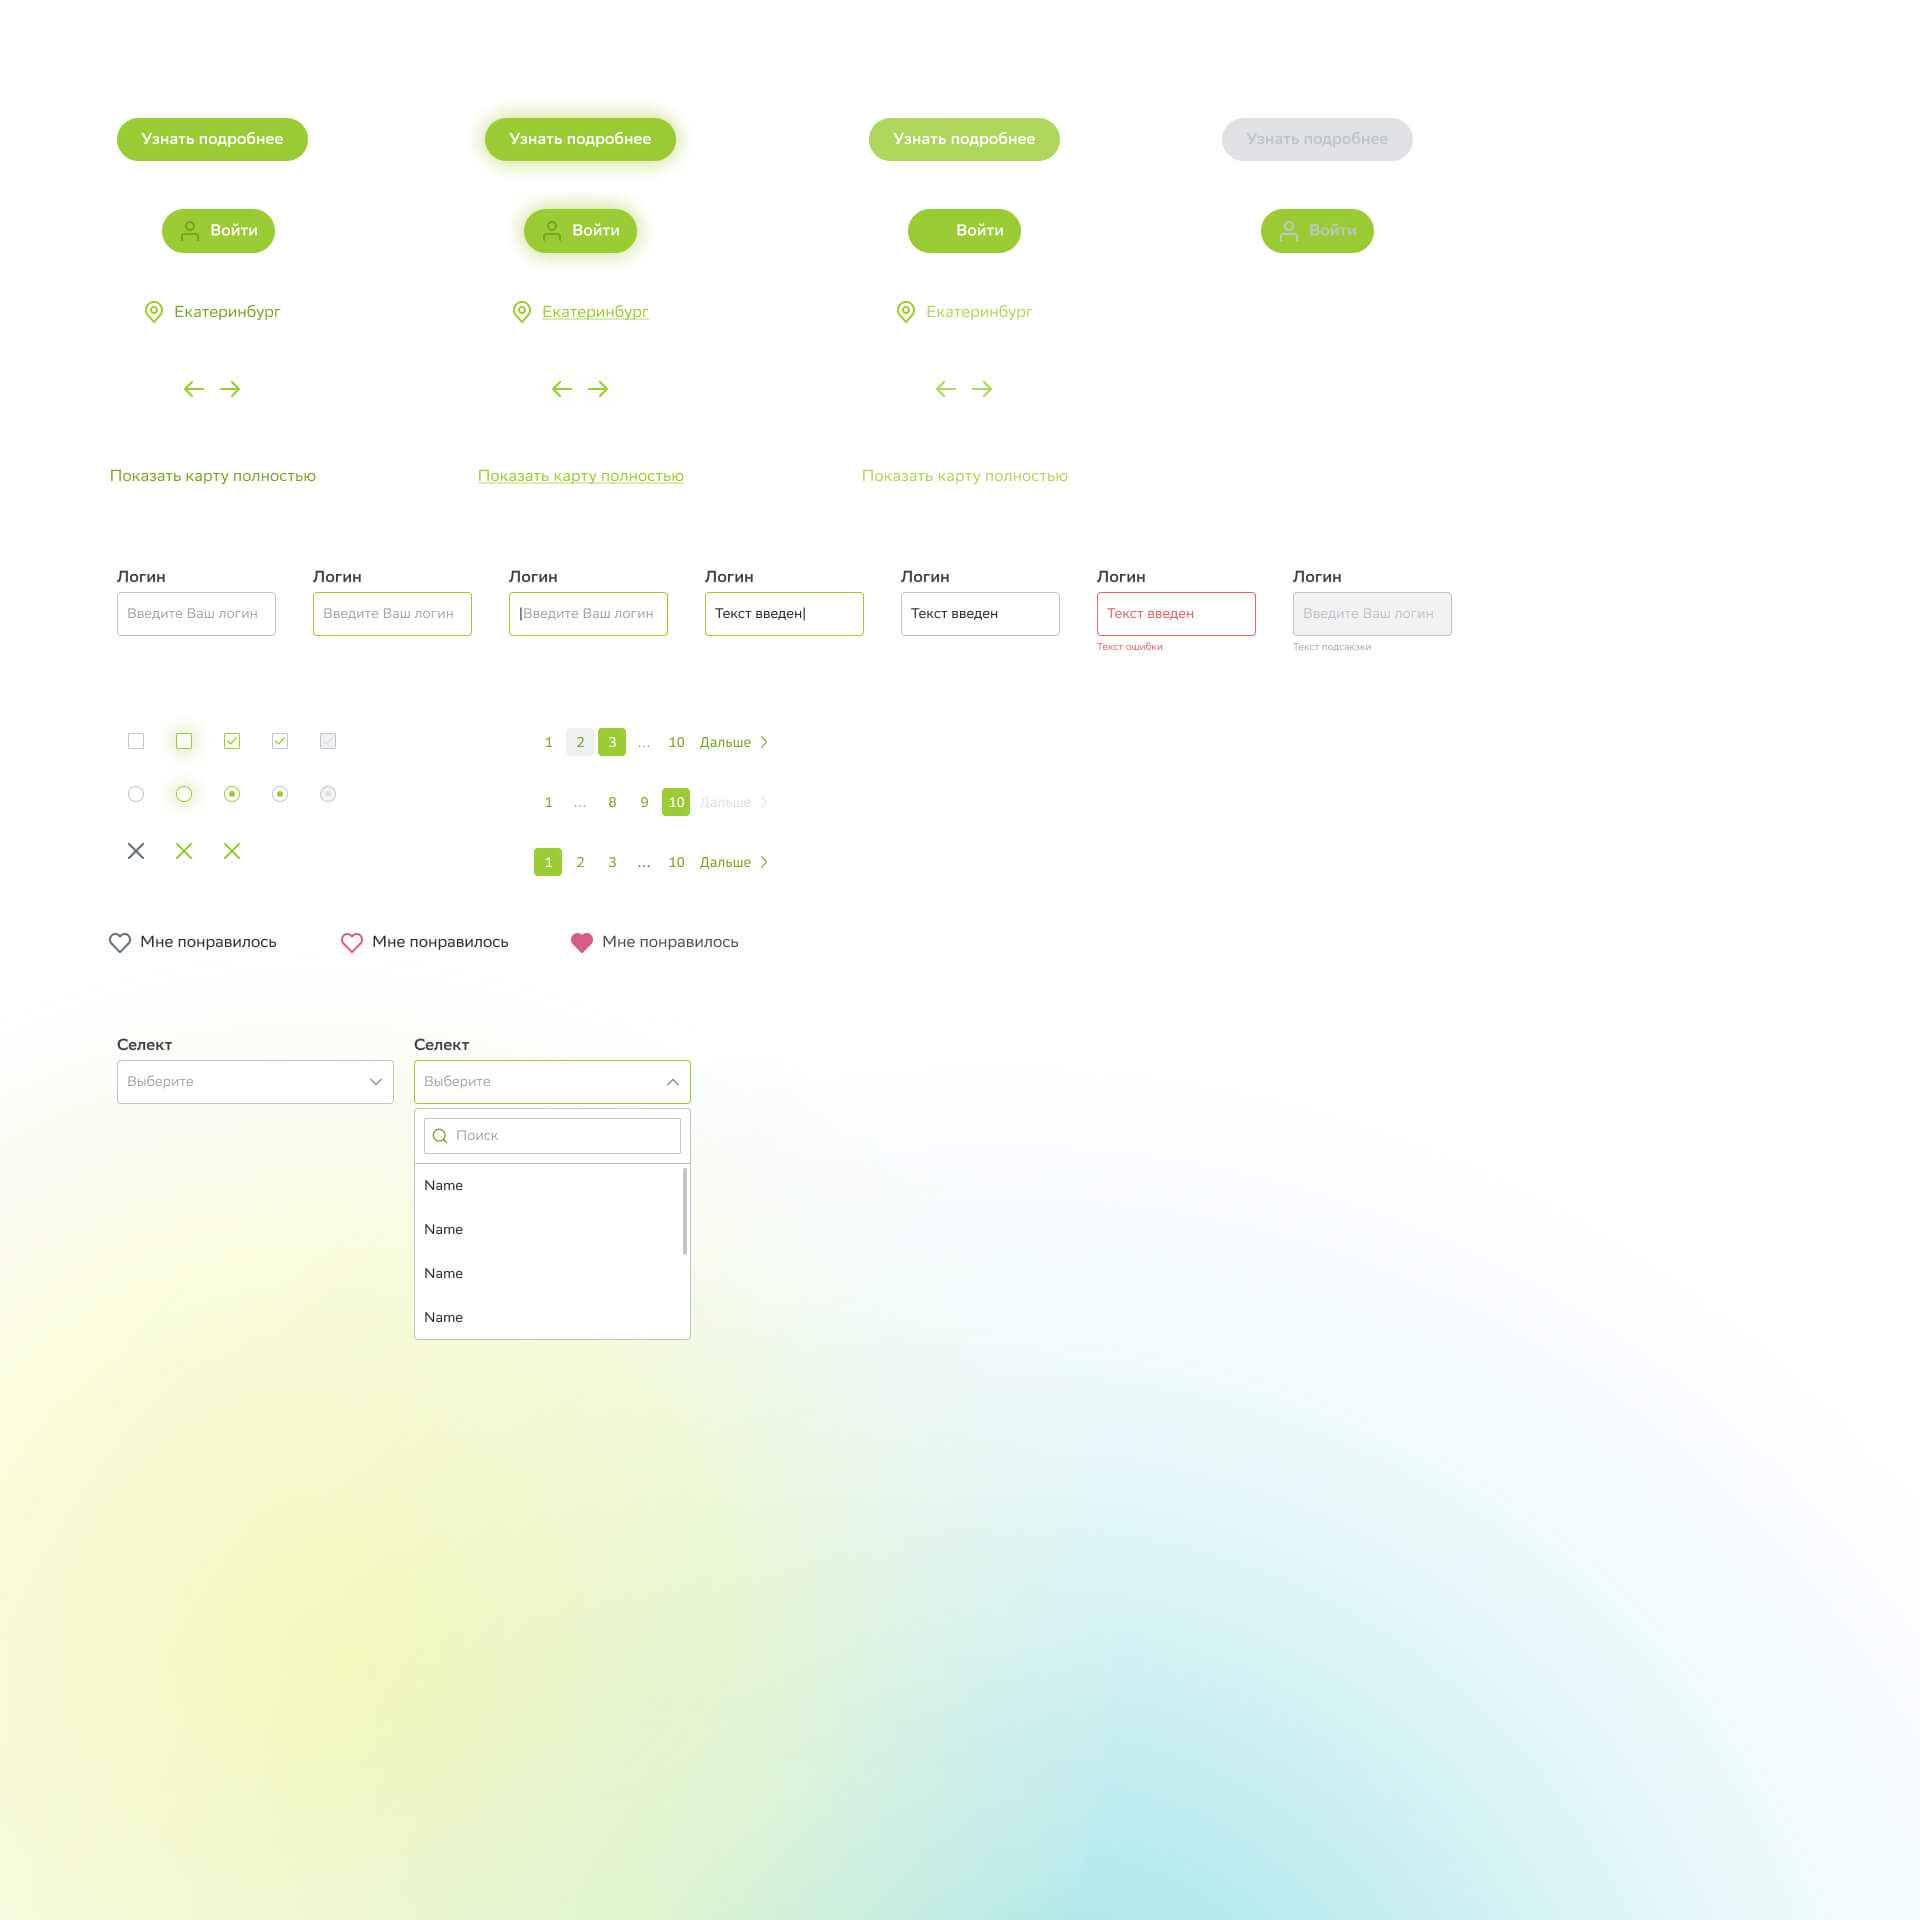 Узнать подробнее Узнать подробнее Узнать подробнее Узнать подробнее
Войти Войти Войти Войти
Екатеринбург Екатеринбург Екатеринбург
Показать карту полностью Показать карту полностью Показать карту полностью
Логин Логин Логин Логин Логин Логин Логин
Введите Ваш логин Введите Ваш логин |Введите Ваш логин Текст введен| Текст введен Текст введен Введите Ваш логин
Текст ошибки Текст подсакзки
1 2 3 ... 10 Дальше
1 ... 8 9 10 Дальше
1 2 3 ... 10 Дальше
Мне понравилось Мне понравилось Мне понравилось
Селект Селект
Выберите Выберите
Поиск
Name
Name
Name
Name